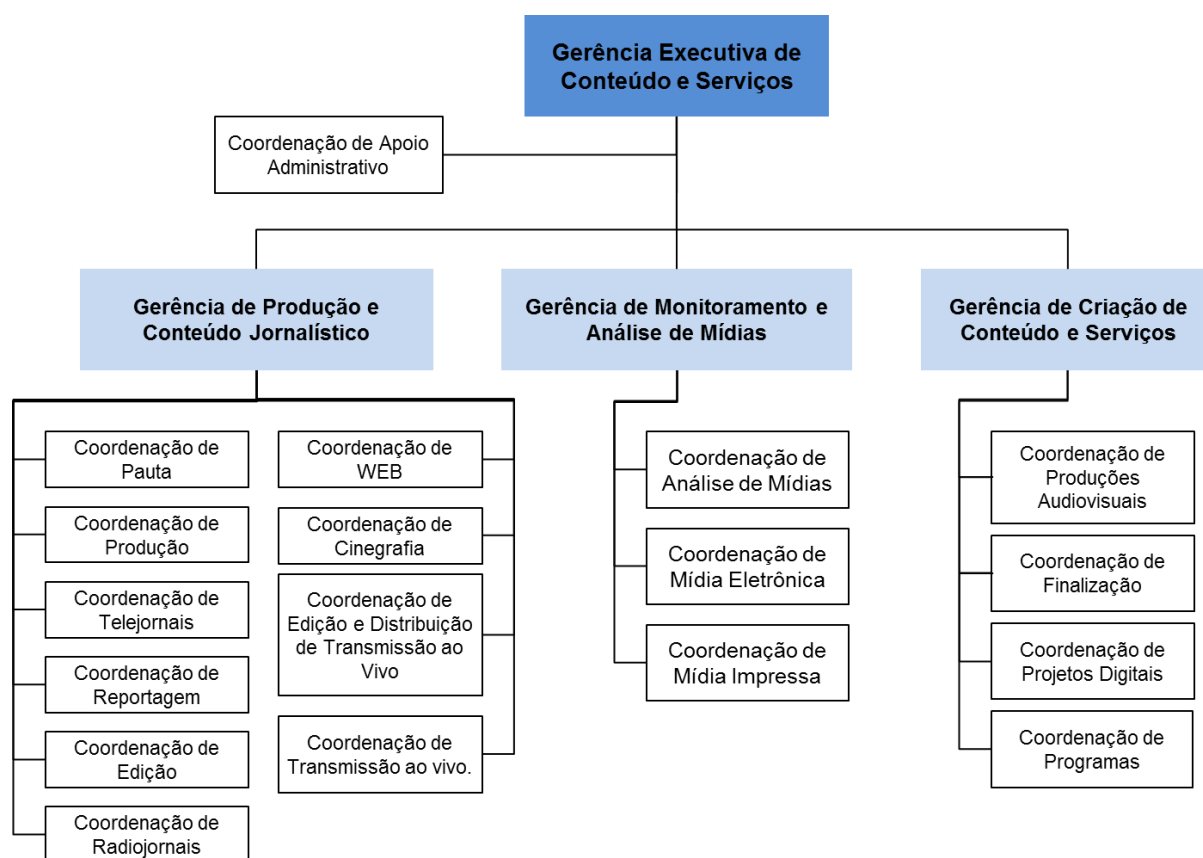 Gerência Executiva de
Conteúdo e Serviços
Coordenação de Apoio
Administrativo
Gerência de Produção e
Conteúdo Jornalístico
Gerência de Monitoramento e
Análise de Mídias
Gerência de Criação de
Conteúdo e Serviços
Coordenação de
Pauta
Coordenação de
Produção
Coordenação de
Telejornais
Coordenação de
Reportagem
Coordenação de
Edição
Coordenação de
Radiojornais
Coordenação de
WEB
Coordenação de
Cinegrafia
Coordenação de
Edição e Distribuição
de Transmissão ao
Vivo
Coordenação de
Transmissão ao vivo.
Coordenação de
Análise de Mídias
Coordenação de
Mídia Eletrônica
Coordenação de
Mídia Impressa
Coordenação de
Produções
Audiovisuais
Coordenação de
Finalização
Coordenação de
Projetos Digitais
Coordenação de
Programas